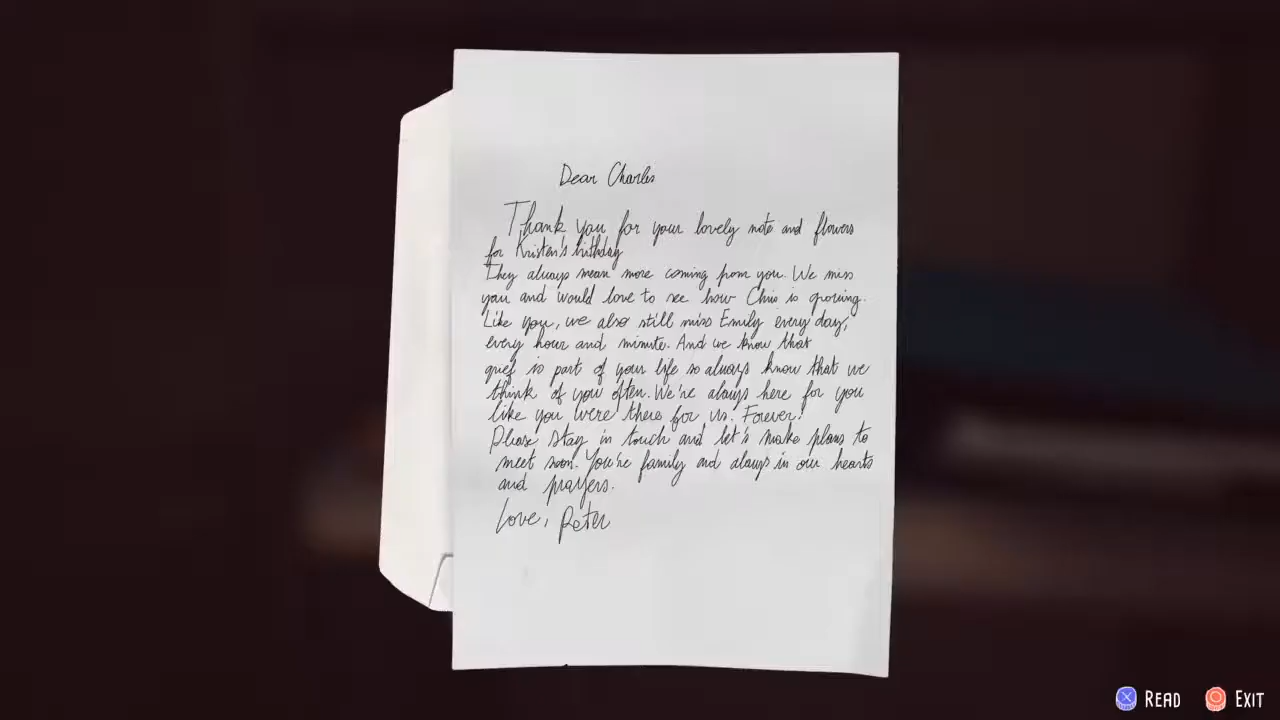 Dear Charles
Thank you for your lovely note and flowers
for Kristen's birthday
They always mean more coming from you. We miss
you and would love to see how Chris is growing.
Like you, we also still miss Emily every day,
every hour and minute. And we know that
grief is part of your life so always know that we
think of you often. We're always here for you
like you were there for us. Forever!
Please stay in touch and let's make plans to
meet soon. You're family and always in our hearts
and prayers.
Love, Peter
READ EXIT